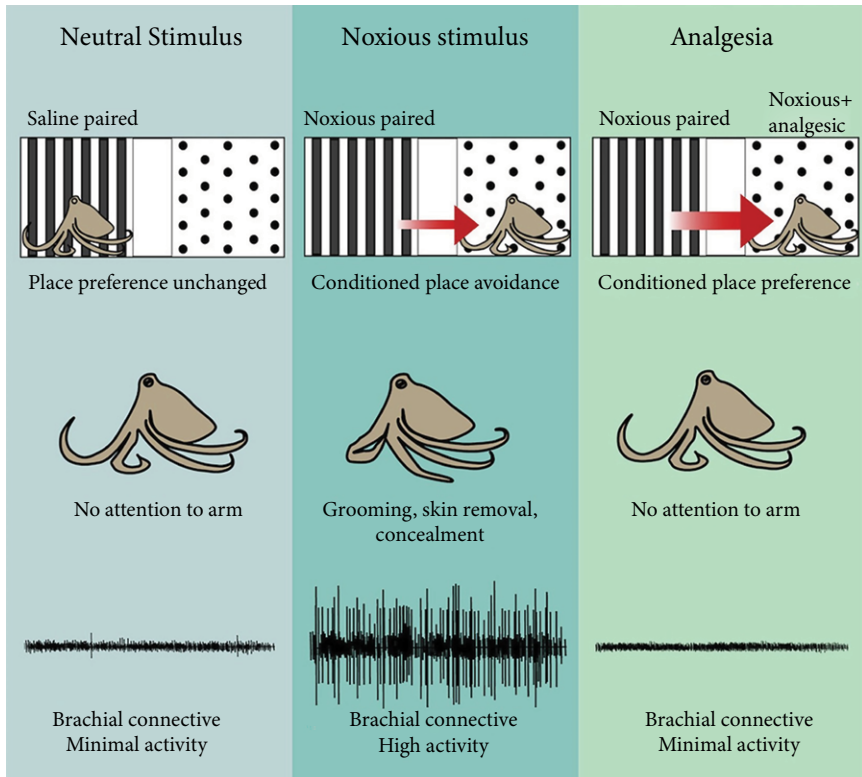 Neutral Stimulus
Noxious stimulus
Analgesia
Saline paired
Noxious paired
Noxious paired
Noxious+
analgesic
Place preference unchanged
Conditioned place avoidance
Conditioned place preference
No attention to arm
Grooming, skin removal,
concealment
No attention to arm
Brachial connective
Minimal activity
Brachial connective
High activity
Brachial connective
Minimal activity